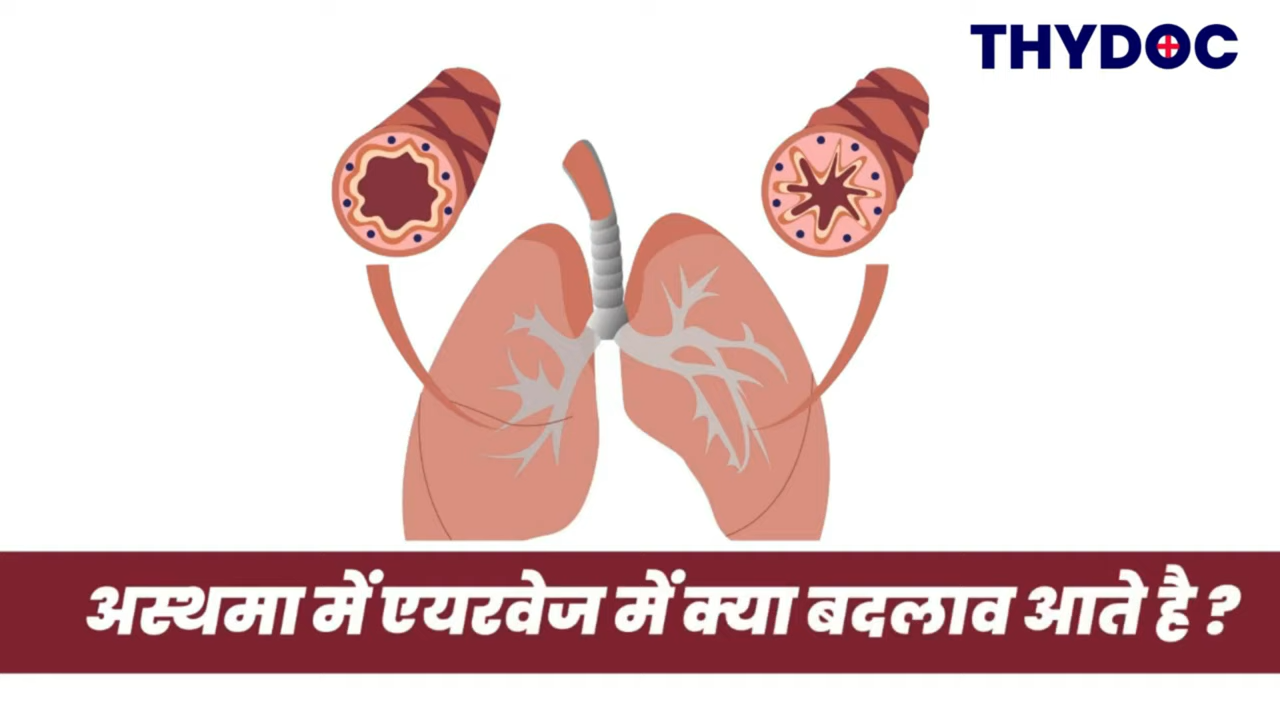 THYDOC
अस्थमा में एयरवेज में क्या बदलाव आते है ?